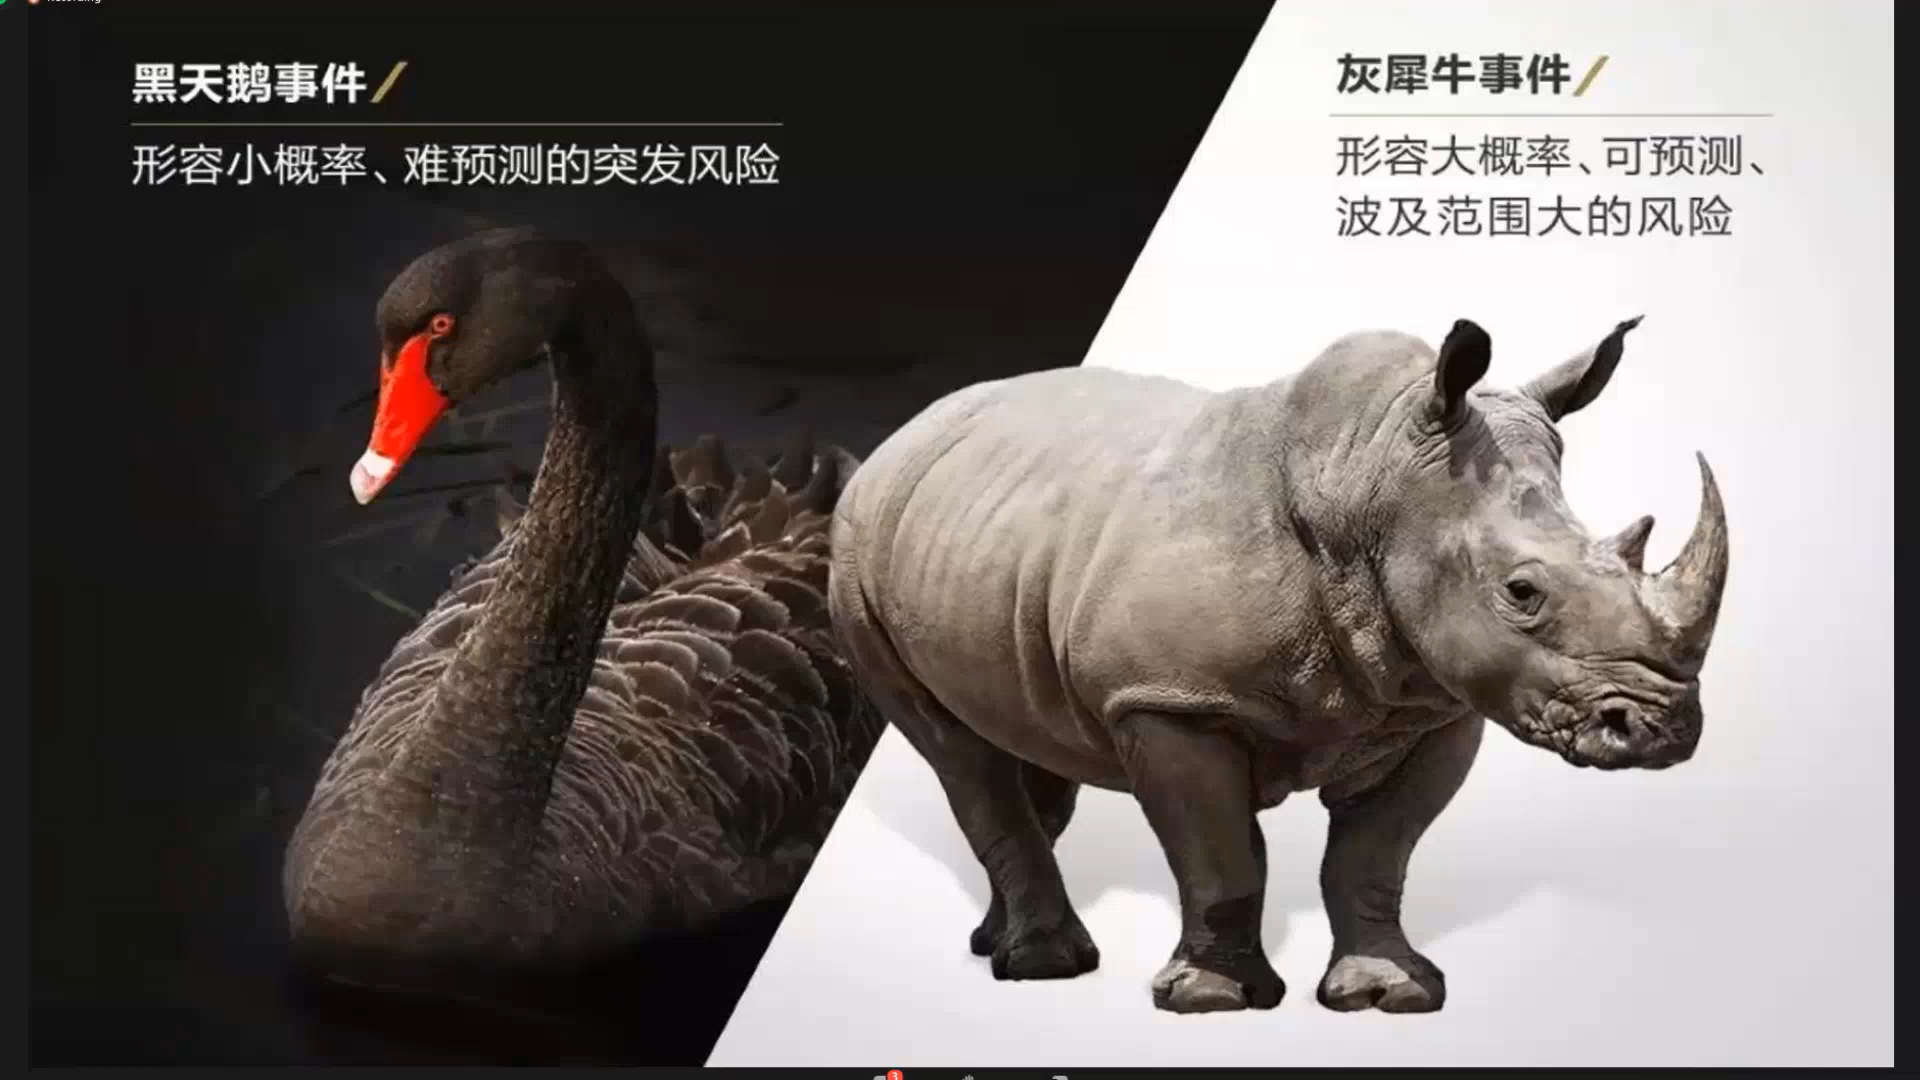 黑天鹅事件
形容小概率、难预测的突发风险
灰犀牛事件
形容大概率、可预测、
波及范围大的风险
3